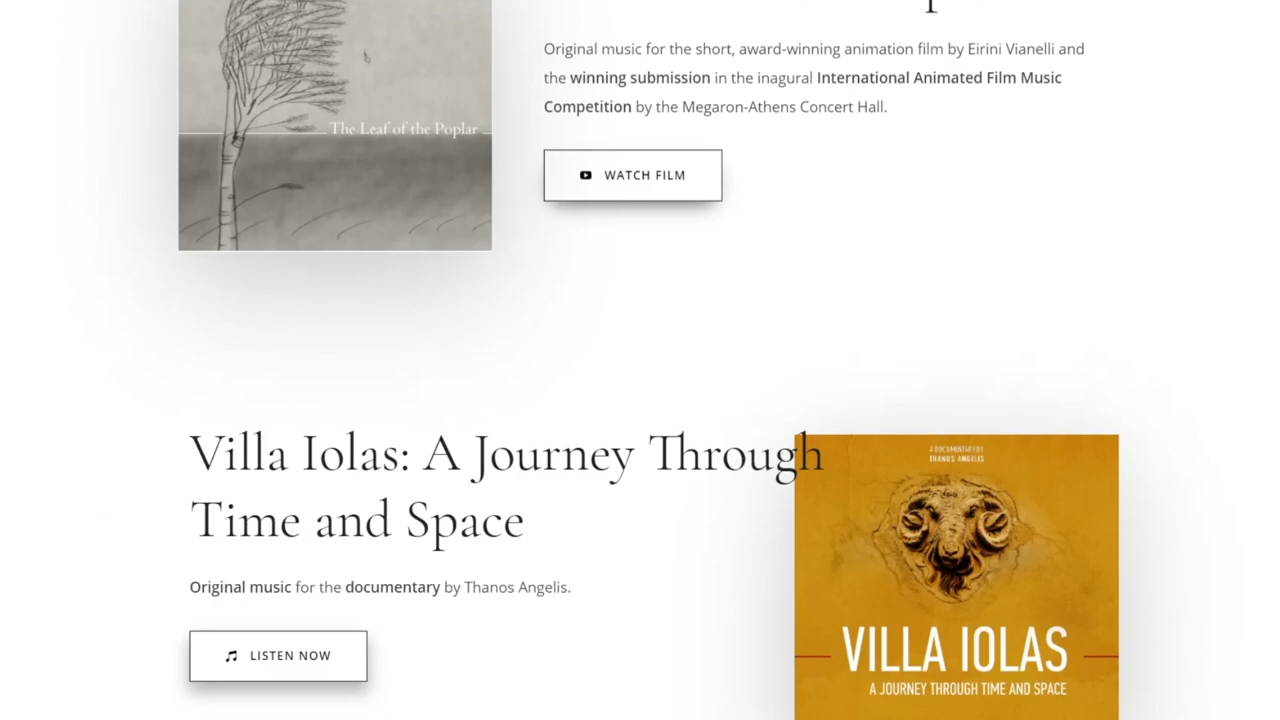 Original music for the short, award-winning animation film by Eirini Vianelli and
the winning submission in the inagural International Animated Film Music
Competition by the Megaron-Athens Concert Hall.
The Leaf of the Poplar
WATCH FILM
Villa Iolas: A Journey Through
Time and Space
Original music for the documentary by Thanos Angelis.
LISTEN NOW
A DOCUMENTARY BY
THANOS ANGELIS
VILLA IOLAS
A JOURNEY THROUGH TIME AND SPACE